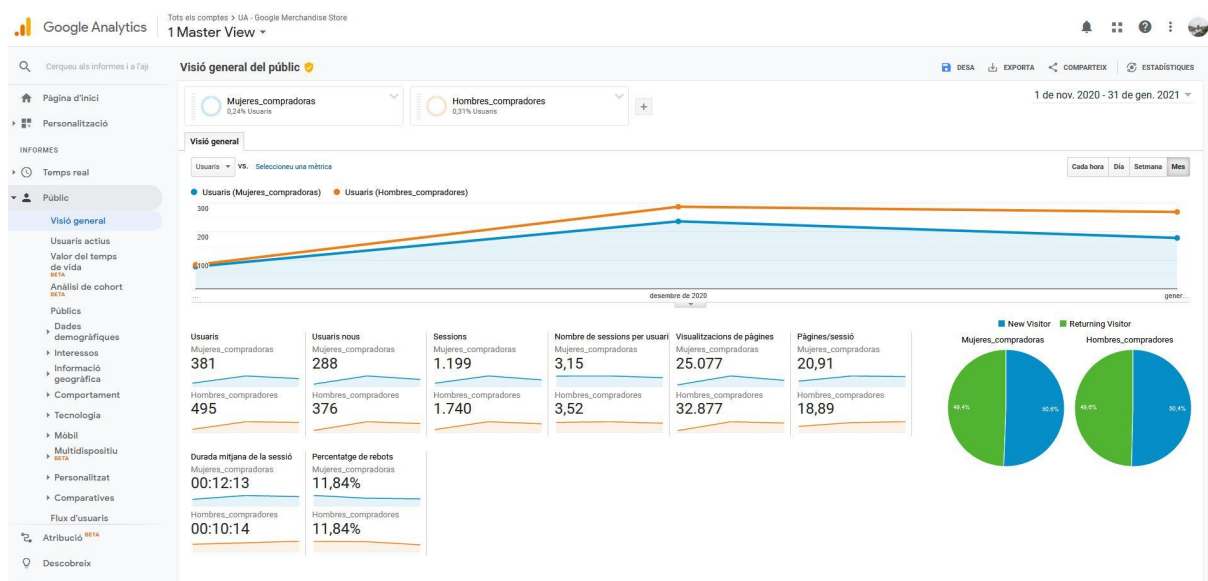 Google Analytics
Tots els comptes > UA - Google Merchandise Store
1 Master View
Cerqueu als informes i a l'aju
Pàgina d'inici
Personalització
INFORMES
Temps real
Públic
Visió general
Usuaris actius
Valor del temps
de vida
BETA
Anàlisi de cohort
BETA
Públics
Dades
demogràfiques
Interessos
Informació
geogràfica
Comportament
Tecnologia
Mòbil
Multidispositiu
BETA
Personalitzat
Comparatives
Flux d'usuaris
Atribució BETA
Descobreix
Visió general del públic
DESA
EXPORTA
COMPARTEIX
ESTADÍSTIQUES
Mujeres_compradoras
0,24% Usuaris
Hombres_compradores
0,31% Usuaris
+
1 de nov. 2020 - 31 de gen. 2021
Visió general
Usuaris VS. Seleccioneu una mètrica
Cada hora Dia Setmana Mes
Usuaris (Mujeres_compradoras) Usuaris (Hombres_compradores)
300
200
100
... desembre de 2020 gener...
Usuaris
Mujeres_compradoras
381
Hombres_compradores
495
Usuaris nous
Mujeres_compradoras
288
Hombres_compradores
376
Sessions
Mujeres_compradoras
1.199
Hombres_compradores
1.740
Nombre de sessions per usuari
Mujeres_compradoras
3,15
Hombres_compradores
3,52
Visualitzacions de pàgines
Mujeres_compradoras
25.077
Hombres_compradores
32.877
Pàgines/sessió
Mujeres_compradoras
20,91
Hombres_compradores
18,89
Durada mitjana de la sessió
Mujeres_compradoras
00:12:13
Hombres_compradores
00:10:14
Percentatge de rebots
Mujeres_compradoras
11,84%
Hombres_compradores
11,84%
New Visitor Returning Visitor
Mujeres_compradoras
49,4% 50,6%
Hombres_compradores
49,6% 50,4%